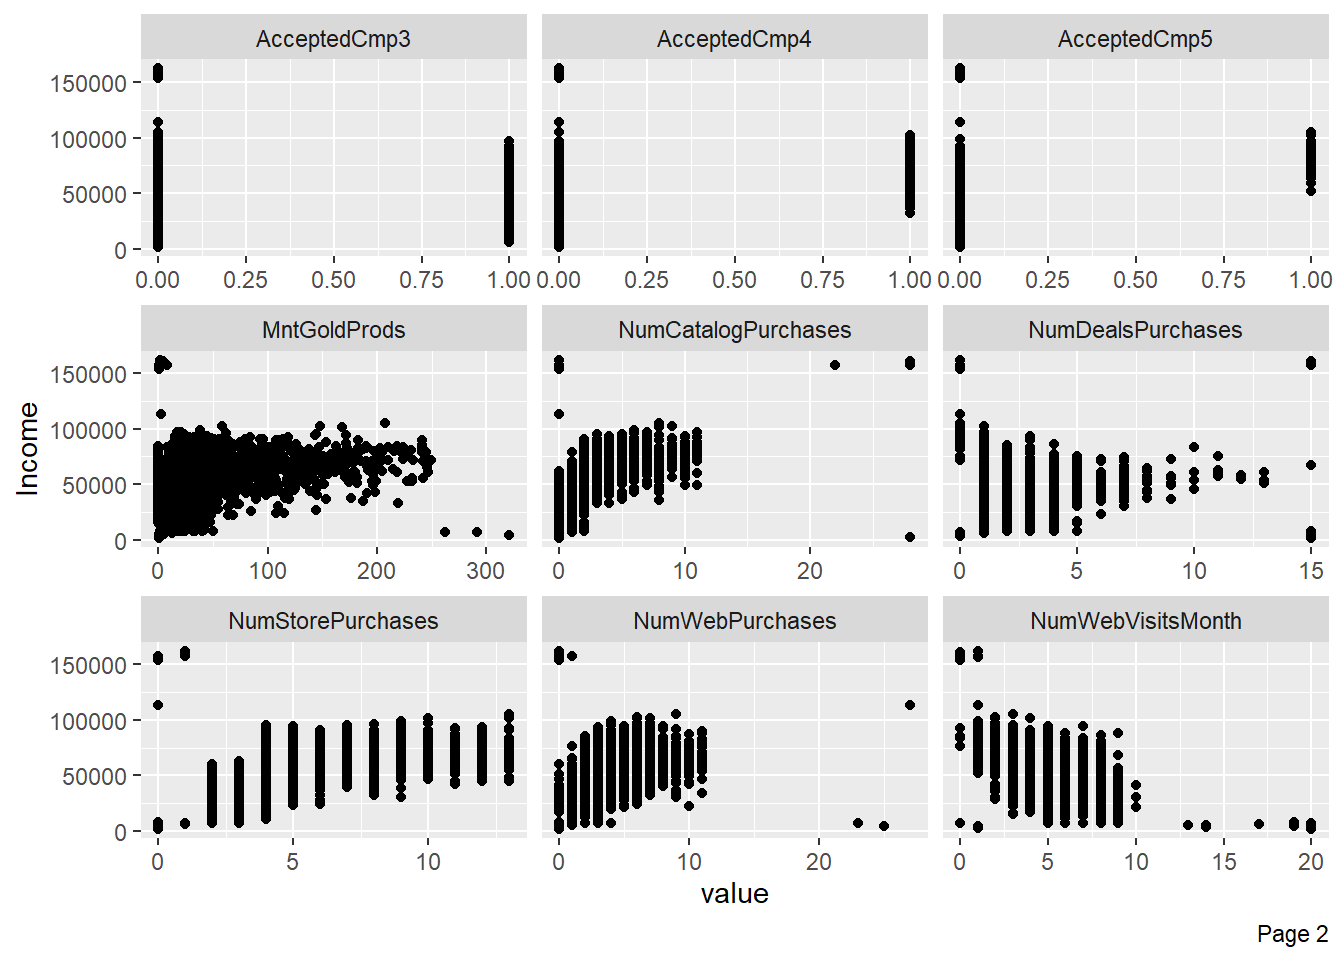 AcceptedCmp3 AcceptedCmp4 AcceptedCmp5
150000
100000
50000
0
0.00 0.25 0.50 0.75 1.00 0.00 0.25 0.50 0.75 1.00 0.00 0.25 0.50 0.75 1.00
MntGoldProds NumCatalogPurchases NumDealsPurchases
150000
100000
50000
0
Income
0 100 200 300 0 10 20 0 5 10 15
NumStorePurchases NumWebPurchases NumWebVisitsMonth
150000
100000
50000
0
0 5 10 0 10 20 0 5 10 15 20
value
Page 2